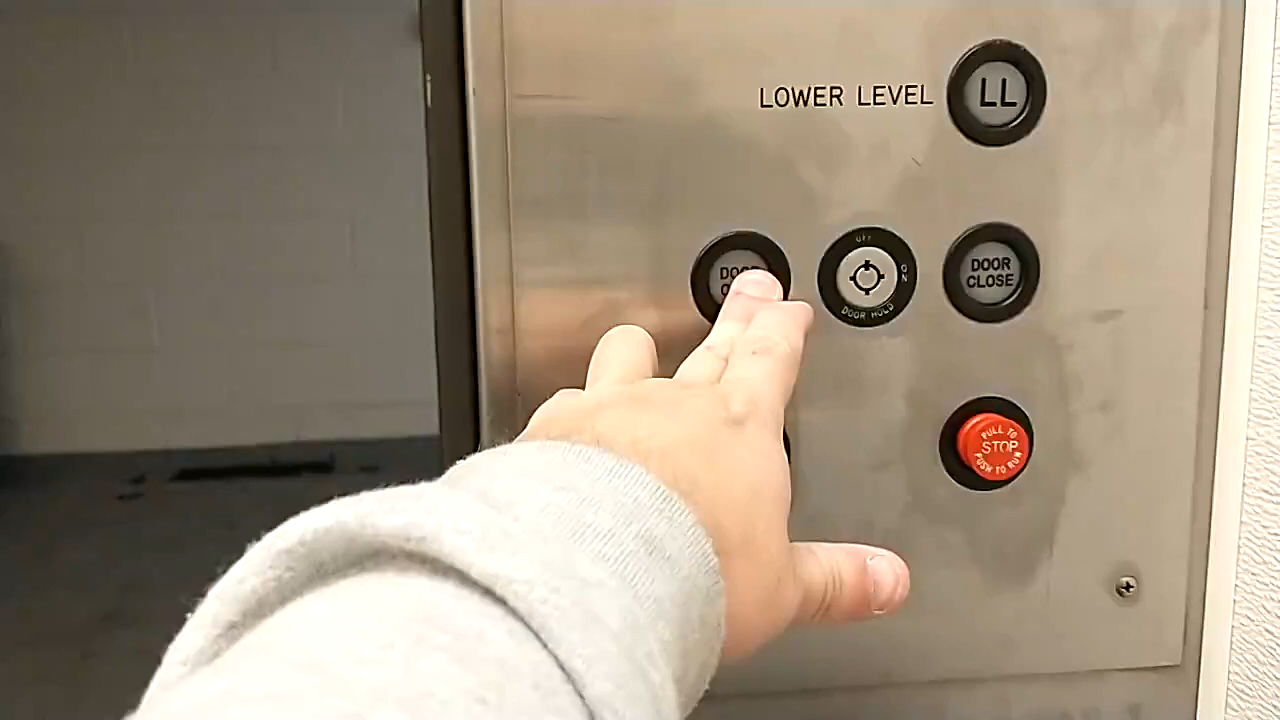 LOWER LEVEL
LL
OFF
ON
DOOR HOLD
DOOR
CLOSE
PULL TO
STOP
PUSH TO RUN